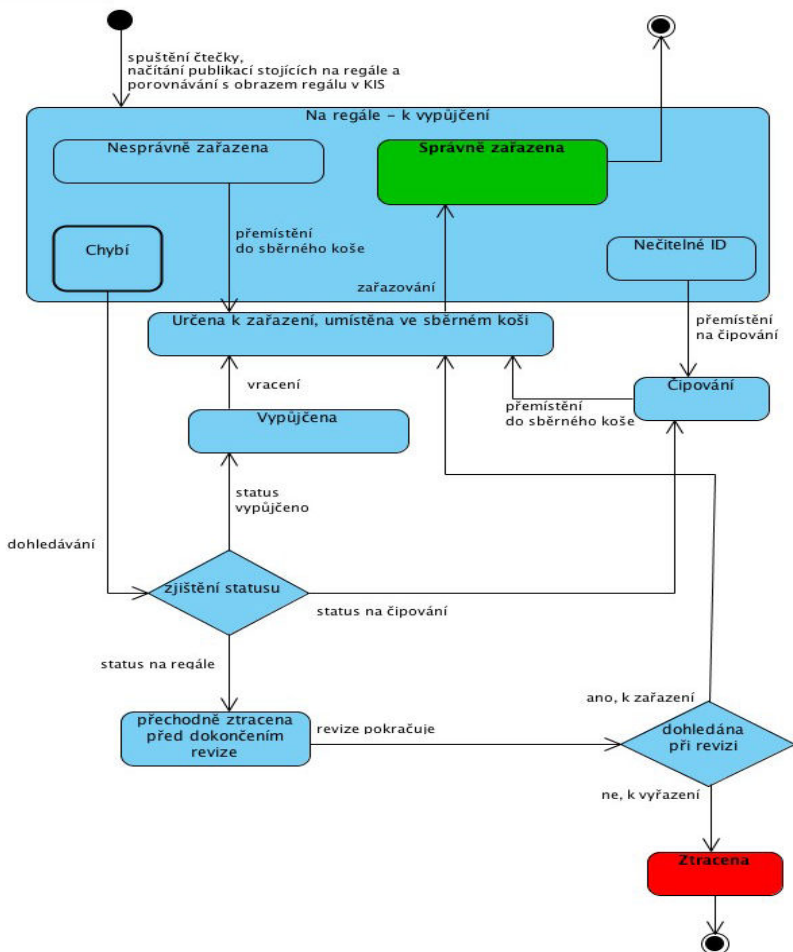 spuštění čtečky,
načítání publikací stojících na regále a
porovnávání s obrazem regálu v KIS
Na regále – k vypůjčení
Nesprávně zařazena
Správně zařazena
Chybí
přemístění
do sběrného koše
Nečitelné ID
zařazování
Určena k zařazení, umístěna ve sběrném koši
přemístění
na čipování
vracení
Čipování
přemístění
do sběrného koše
Vypůjčena
status
vypůjčeno
dohledávání
zjištění statusu
status na čipování
status na regále
ano, k zařazení
přechodně ztracena
před dokončením
revize
revize pokračuje
dohledána
při revizi
ne, k vyřazení
Ztracena